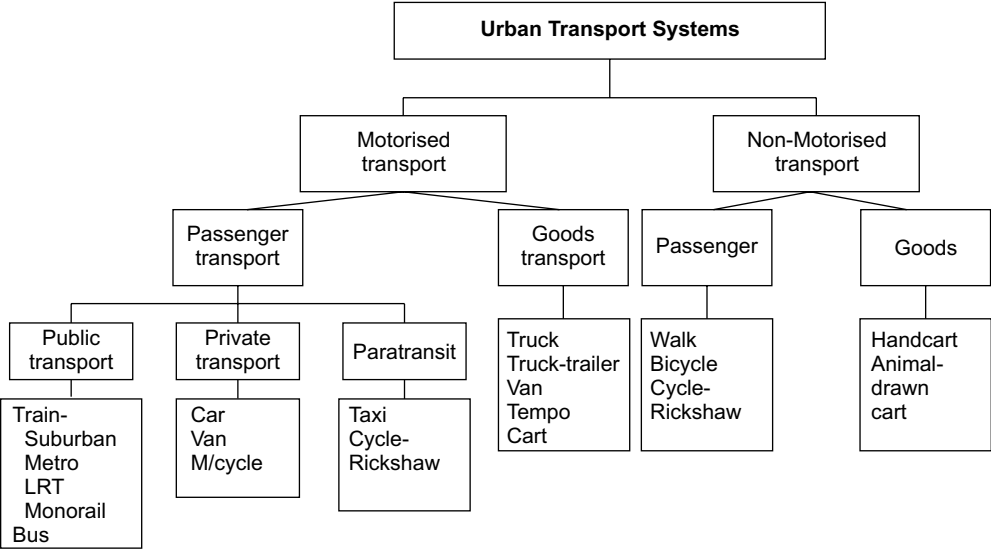 Urban Transport Systems
Motorised
transport
Non-Motorised
transport
Passenger
transport
Goods
transport
Passenger
Goods
Public
transport
Private
transport
Paratransit
Train-
Suburban
Metro
LRT
Monorail
Bus
Car
Van
M/cycle
Taxi
Cycle-
Rickshaw
Truck
Truck-trailer
Van
Tempo
Cart
Walk
Bicycle
Cycle-
Rickshaw
Handcart
Animal-
drawn
cart